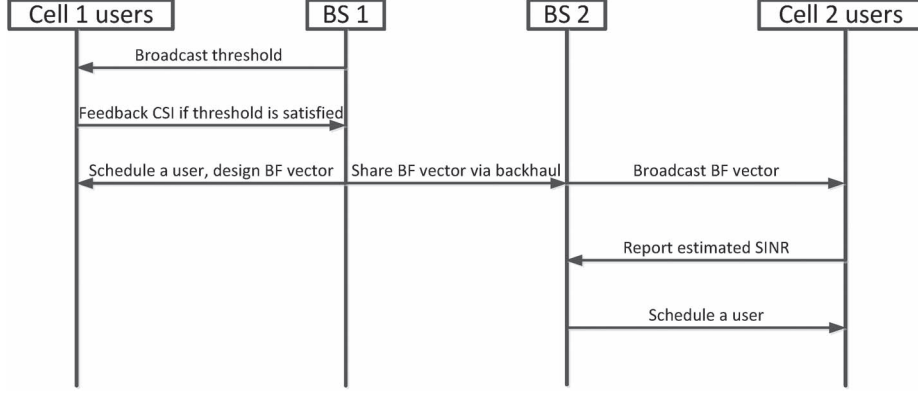 Cell 1 users
BS 1
BS 2
Cell 2 users
Broadcast threshold
Feedback CSI if threshold is satisfied
Schedule a user, design BF vector
Share BF vector via backhaul
Broadcast BF vector
Report estimated SINR
Schedule a user